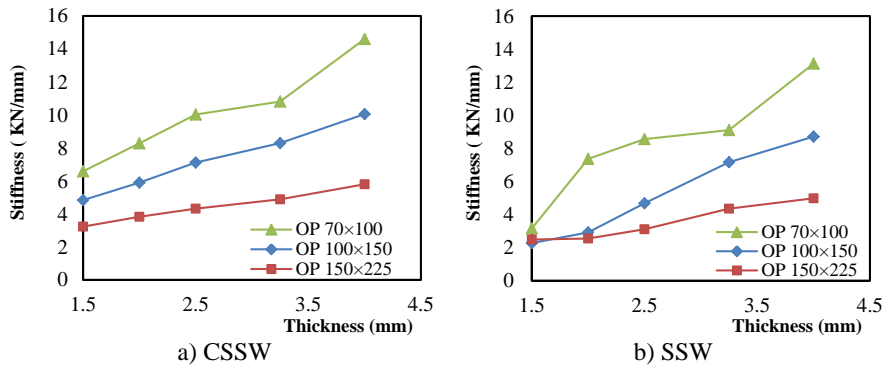 16
14
12
10
8
6
4
2
0
Stiffness ( KN/mm)
OP 70×100
OP 100×150
OP 150×225
1.5
2.5
3.5
4.5
Thickness (mm)
a) CSSW
16
14
12
10
8
6
4
2
0
Stiffness ( KN/mm)
OP 70×100
OP 100×150
OP 150×225
1.5
2.5
3.5
4.5
Thickness (mm)
b) SSW